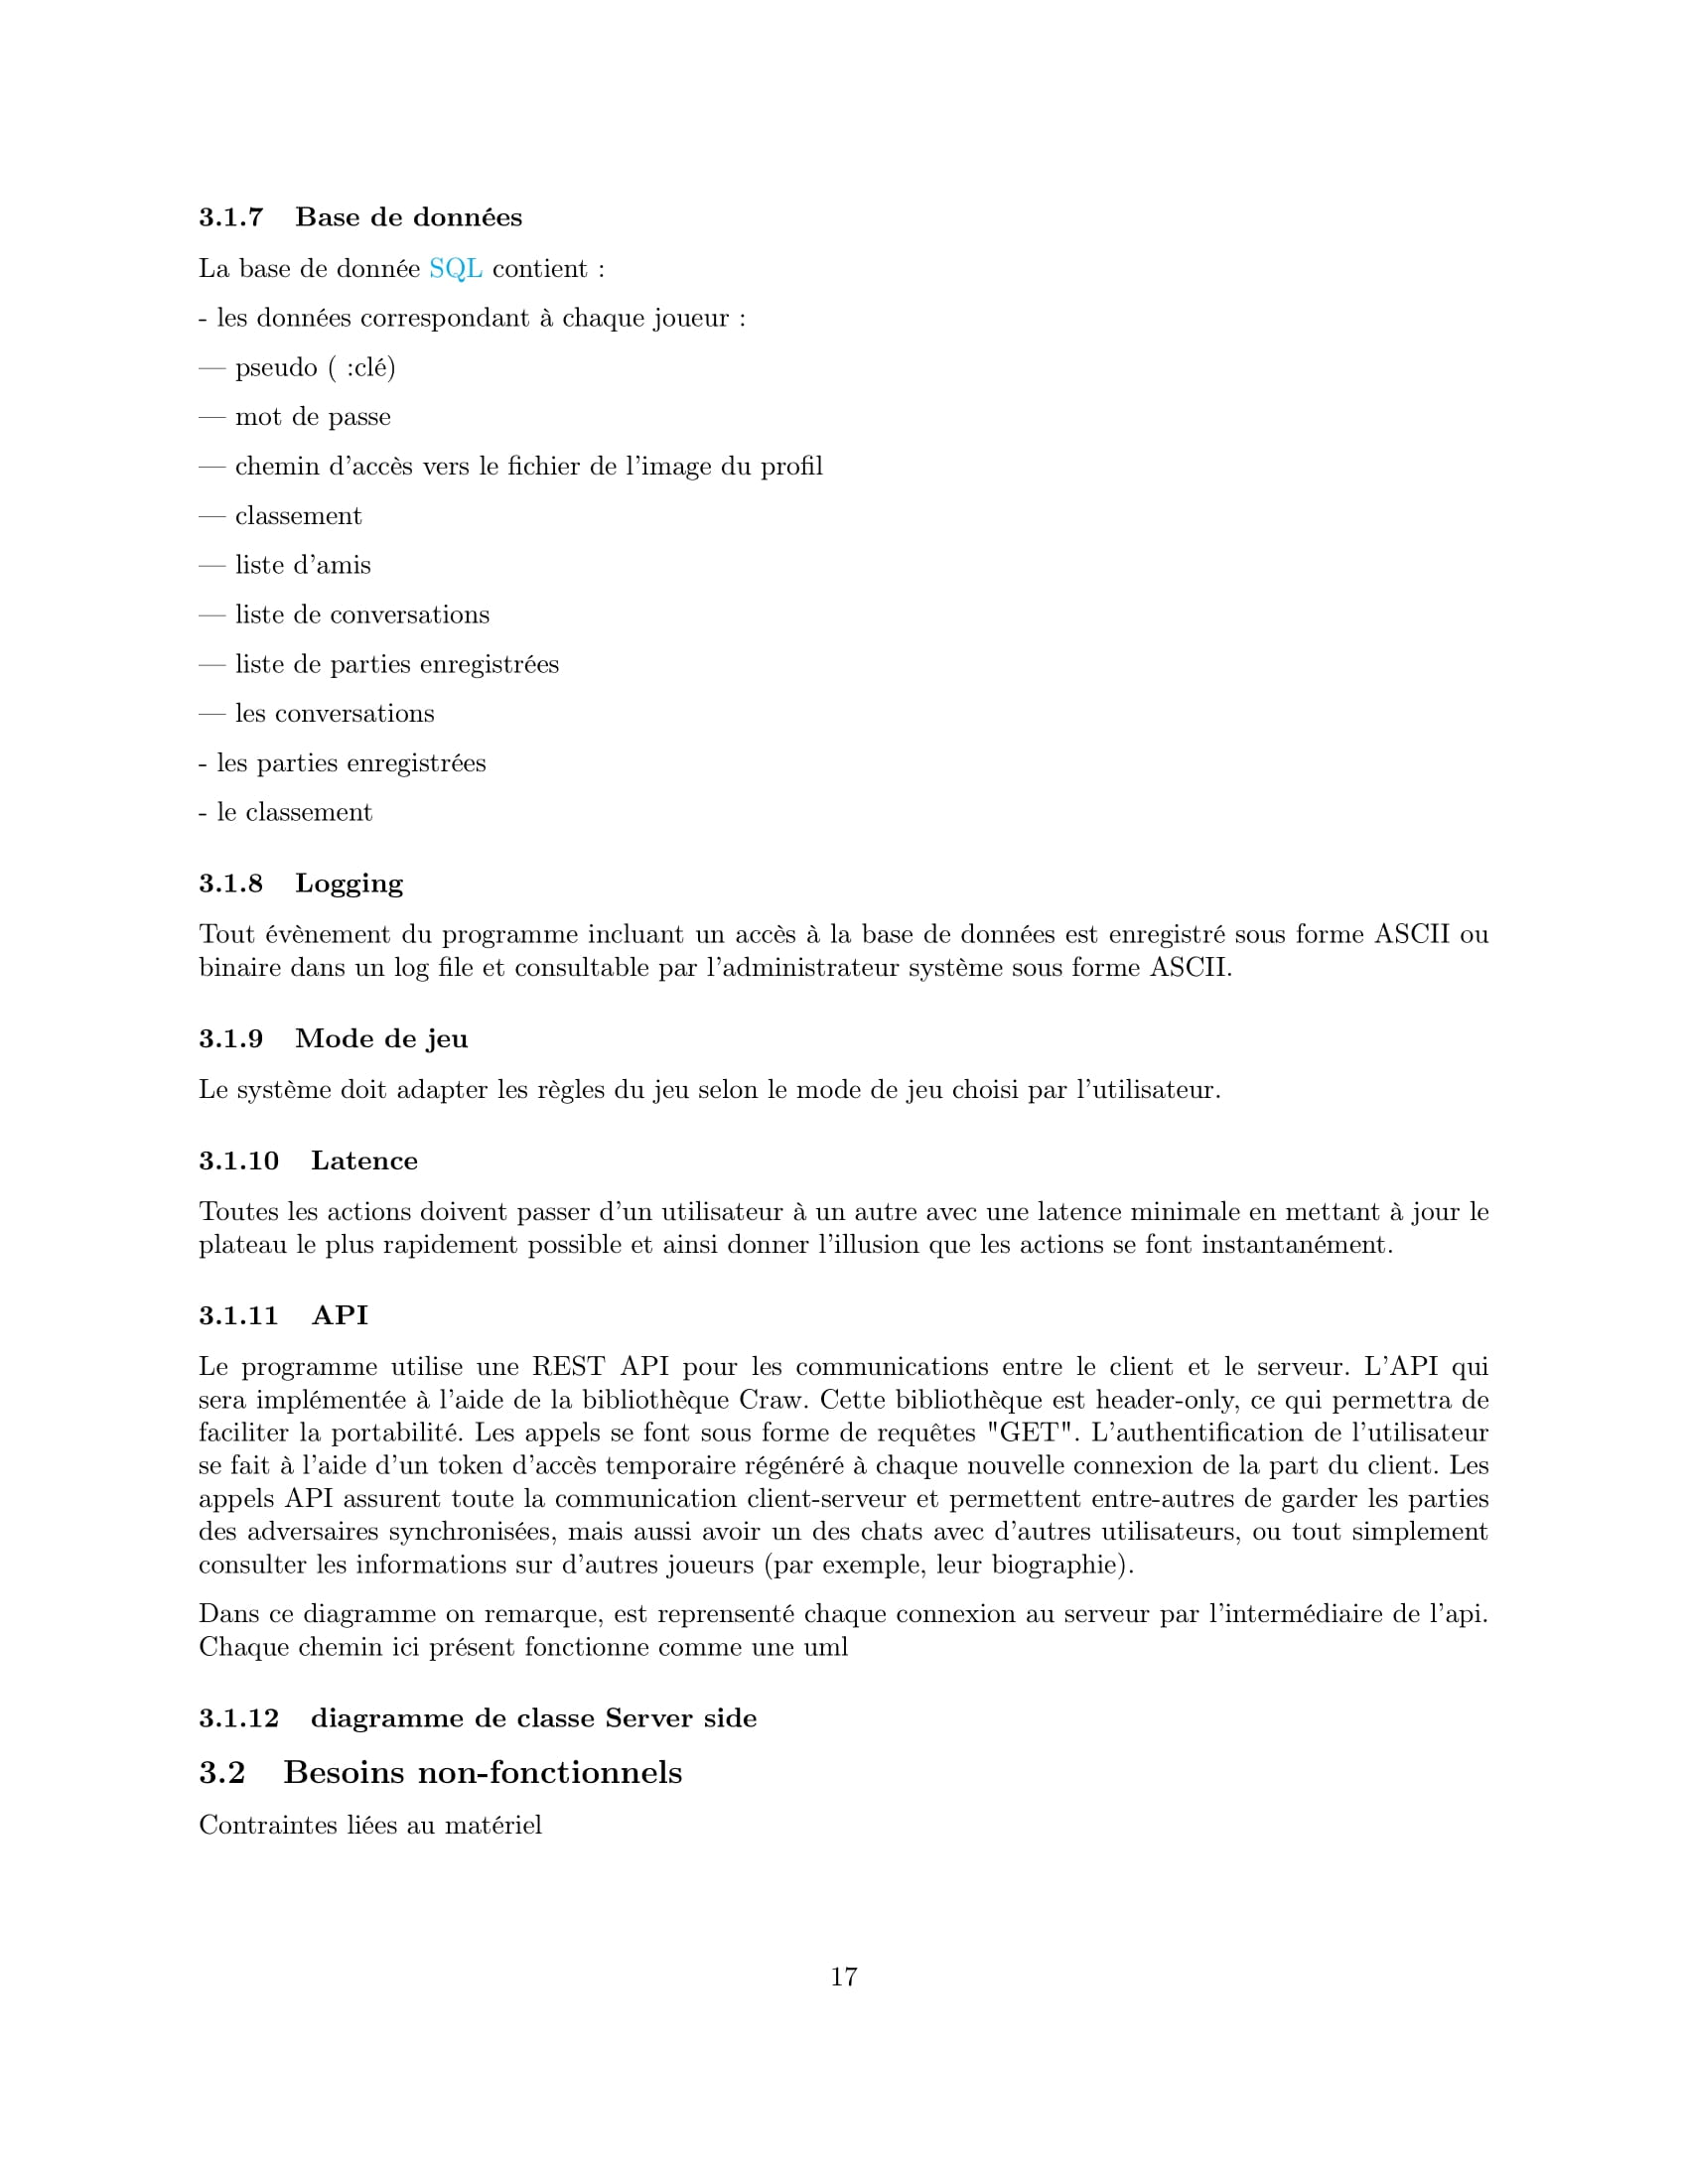 3.1.7 Base de données
La base de donnée SQL contient :
- les données correspondant à chaque joueur :
— pseudo ( :clé)
— mot de passe
— chemin d'accès vers le fichier de l'image du profil
— classement
— liste d'amis
— liste de conversations
— liste de parties enregistrées
— les conversations
- les parties enregistrées
- le classement
3.1.8 Logging
Tout évènement du programme incluant un accès à la base de données est enregistré sous forme ASCII ou
binaire dans un log file et consultable par l'administrateur système sous forme ASCII.
3.1.9 Mode de jeu
Le système doit adapter les règles du jeu selon le mode de jeu choisi par l'utilisateur.
3.1.10 Latence
Toutes les actions doivent passer d'un utilisateur à un autre avec une latence minimale en mettant à jour le
plateau le plus rapidement possible et ainsi donner l'illusion que les actions se font instantanément.
3.1.11 API
Le programme utilise une REST API pour les communications entre le client et le serveur. L'API qui
sera implémentée à l'aide de la bibliothèque Craw. Cette bibliothèque est header-only, ce qui permettra de
faciliter la portabilité. Les appels se font sous forme de requêtes "GET". L'authentification de l'utilisateur
se fait à l'aide d'un token d'accès temporaire régénéré à chaque nouvelle connexion de la part du client. Les
appels API assurent toute la communication client-serveur et permettent entre-autres de garder les parties
des adversaires synchronisées, mais aussi avoir un des chats avec d'autres utilisateurs, ou tout simplement
consulter les informations sur d'autres joueurs (par exemple, leur biographie).
Dans ce diagramme on remarque, est reprensenté chaque connexion au serveur par l'intermédiaire de l'api.
Chaque chemin ici présent fonctionne comme une uml
3.1.12 diagramme de classe Server side
3.2 Besoins non-fonctionnels
Contraintes liées au matériel
17